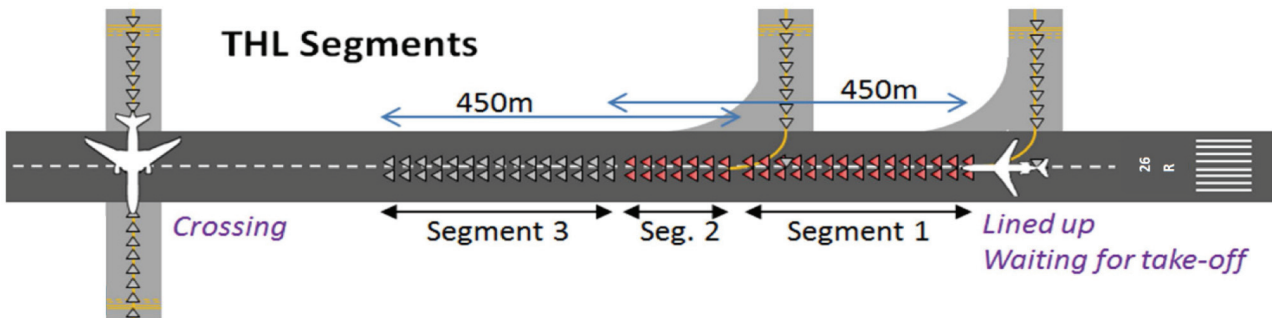 THL Segments
450m
450m
26
R
Crossing
Segment 3
Seg. 2
Segment 1
Lined up
Waiting for take-off